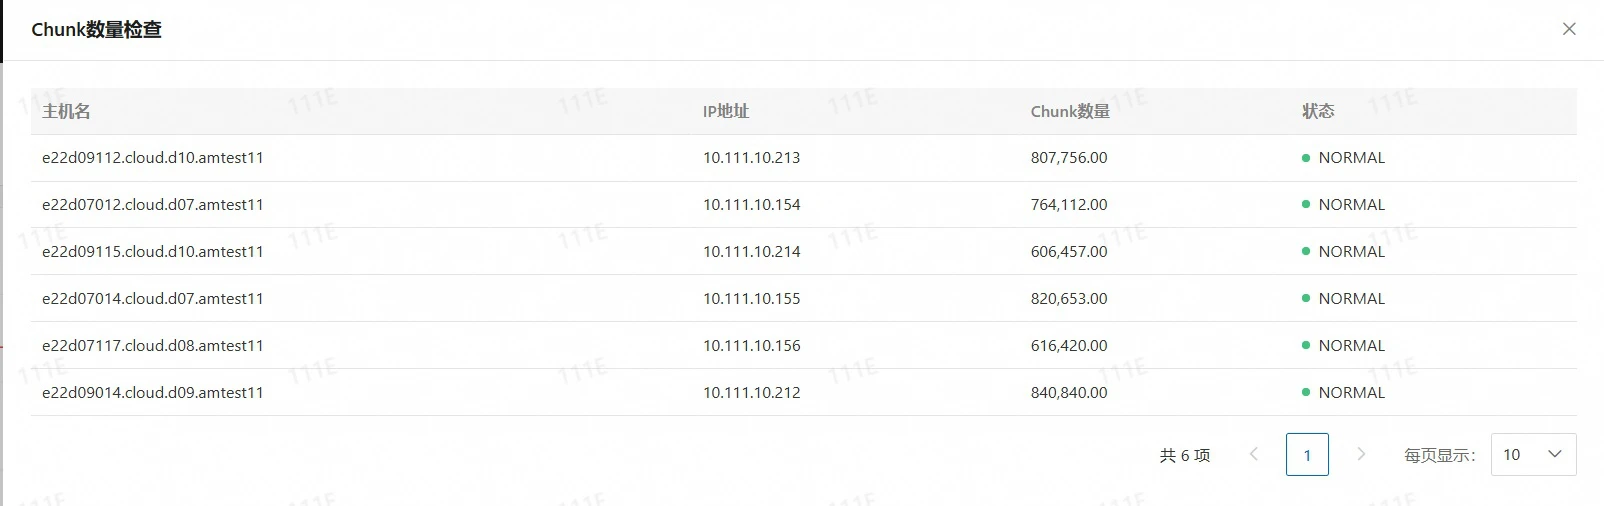 Chunk数量检查
主机名 IP地址 Chunk数量 状态
e22d09112.cloud.d10.amtest11 10.111.10.213 807,756.00 NORMAL
e22d07012.cloud.d07.amtest11 10.111.10.154 764,112.00 NORMAL
e22d09115.cloud.d10.amtest11 10.111.10.214 606,457.00 NORMAL
e22d07014.cloud.d07.amtest11 10.111.10.155 820,653.00 NORMAL
e22d07117.cloud.d08.amtest11 10.111.10.156 616,420.00 NORMAL
e22d09014.cloud.d09.amtest11 10.111.10.212 840,840.00 NORMAL
共 6 项 1 每页显示: 10
111E